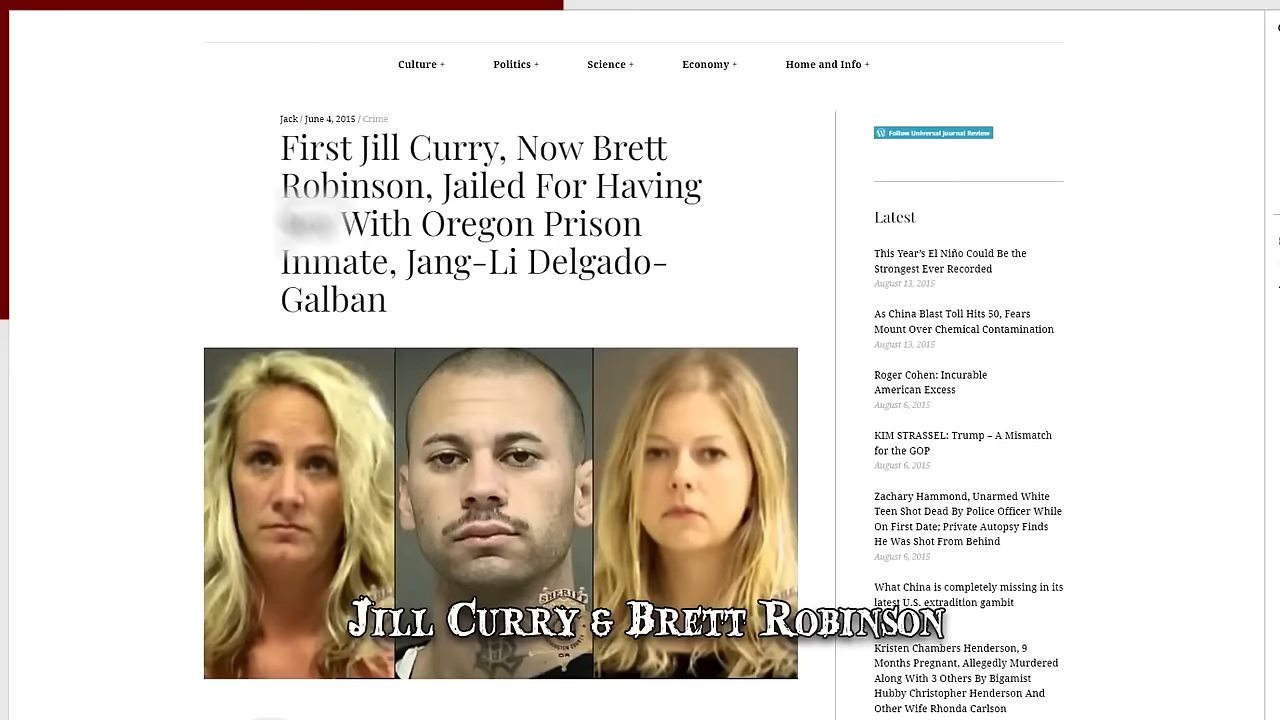 Culture +
Politics +
Science +
Economy +
Home and Info +
Jack / June 4, 2015 / Crime
First Jill Curry, Now Brett
Robinson, Jailed For Having
With Oregon Prison
Inmate, Jang-Li Delgado-
Galban
Follow Universal Journal Review
Latest
This Year's El Niño Could Be the
Strongest Ever Recorded
August 13, 2015
As China Blast Toll Hits 50, Fears
Mount Over Chemical Contamination
August 13, 2015
Roger Cohen: Incurable
American Excess
August 6, 2015
KIM STRASSEL: Trump – A Mismatch
for the GOP
August 6, 2015
Zachary Hammond, Unarmed White
Teen Shot Dead By Police Officer While
On First Date; Private Autopsy Finds
He Was Shot From Behind
August 6, 2015
What China is completely missing in its
latest U.S. extradition gambit
Kristen Chambers Henderson, 9
Months Pregnant, Allegedly Murdered
Along With 3 Others By Bigamist
Hubby Christopher Henderson And
Other Wife Rhonda Carlson
SHERIFF
OR
Jill Curry & Brett Robinson